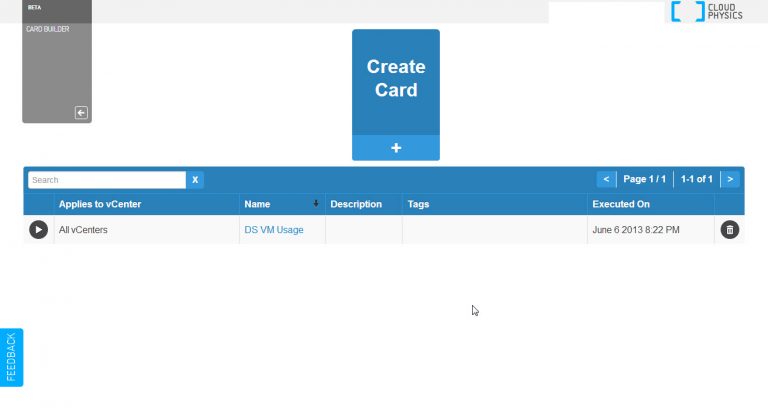 BETA
CLOUD
PHYSICS
CARD BUILDER
Create
Card
+
Search
X
<
Page 1 / 1
1-1 of 1
>
Applies to vCenter
Name
Description
Tags
Executed On
All vCenters
DS VM Usage
June 6 2013 8:22 PM
FEEDBACK